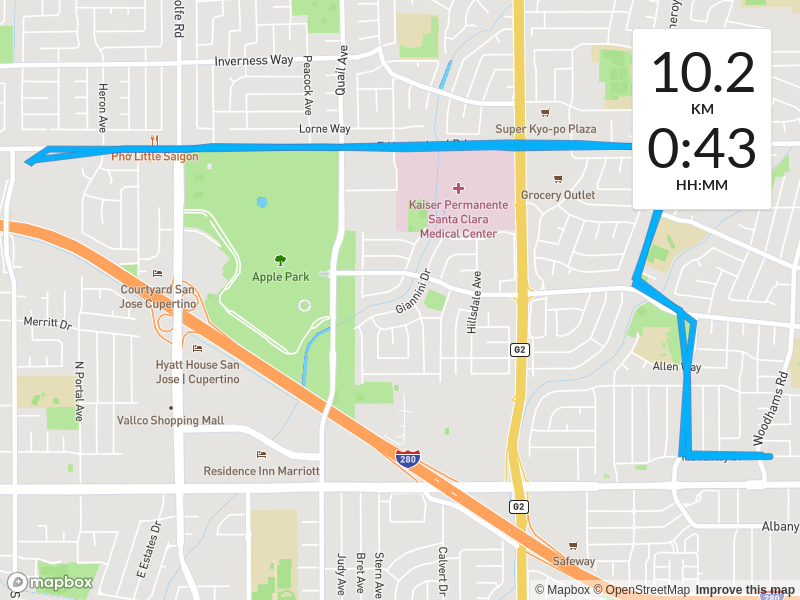 olfe Rd
Inverness Way
Peacock Ave
Quail Ave
Heron Ave
Lorne Way
Super Kyo-po Plaza
Phở Little Saigon
10.2
KM
0:43
HH:MM
Grocery Outlet
Kaiser Permanente
Santa Clara
Medical Center
Apple Park
Giannini Dr
Hillsdale Ave
Courtyard San
Jose Cupertino
Merritt Dr
N Portal Ave
Hyatt House San
Jose | Cupertino
G2
Allen Way
Woodhams Rd
Vallco Shopping Mall
Residence Inn Marriott
280
G2
E Estates Dr
Judy Ave
Bret Ave
Stern Ave
Calvert Dr
Safeway
Albany
280
mapbox
© Mapbox © OpenStreetMap Improve this map